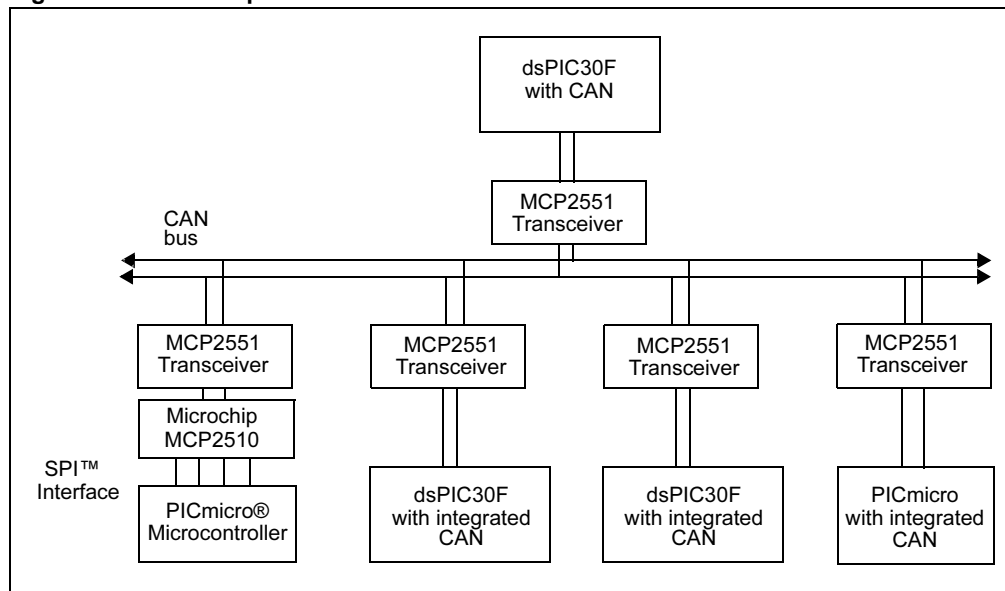 dsPIC30F
with CAN
MCP2551
Transceiver
CAN
bus
MCP2551
Transceiver
MCP2551
Transceiver
MCP2551
Transceiver
MCP2551
Transceiver
Microchip
MCP2510
SPI™
Interface
PICmicro®
Microcontroller
dsPIC30F
with integrated
CAN
dsPIC30F
with integrated
CAN
PICmicro
with integrated
CAN